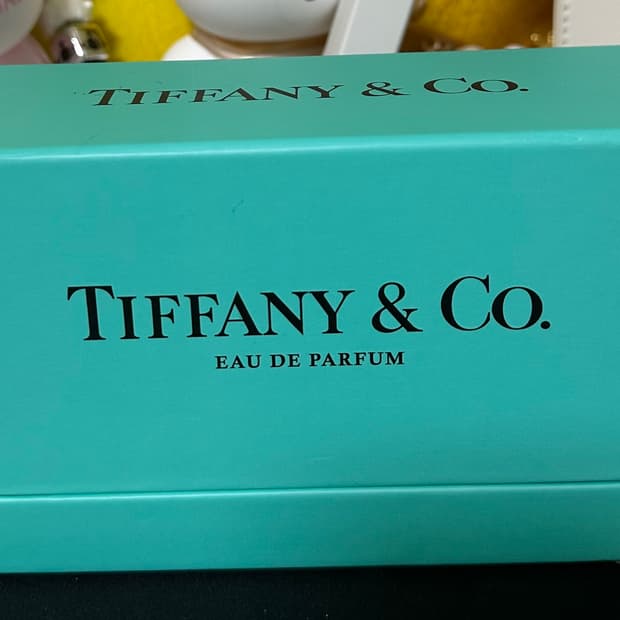 TIFFANY & CO.
TIFFANY & CO.
EAU DE PARFUM